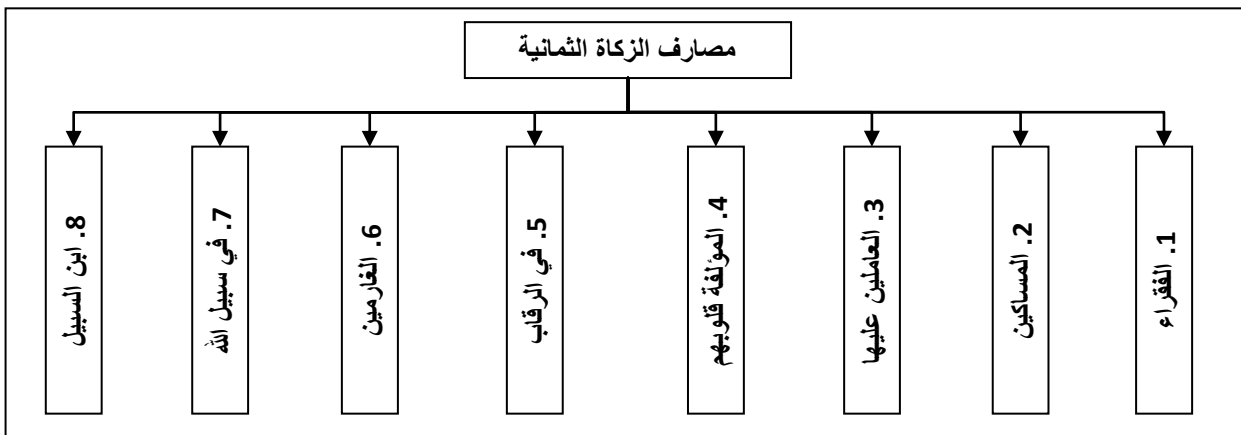 مصارف الزكاة الثمانية
1. الفقراء
2. المساكين
3. العاملين عليها
4. المؤلفة قلوبهم
5. في الرقاب
6. الغارمين
7. في سبيل الله
8. ابن السبيل